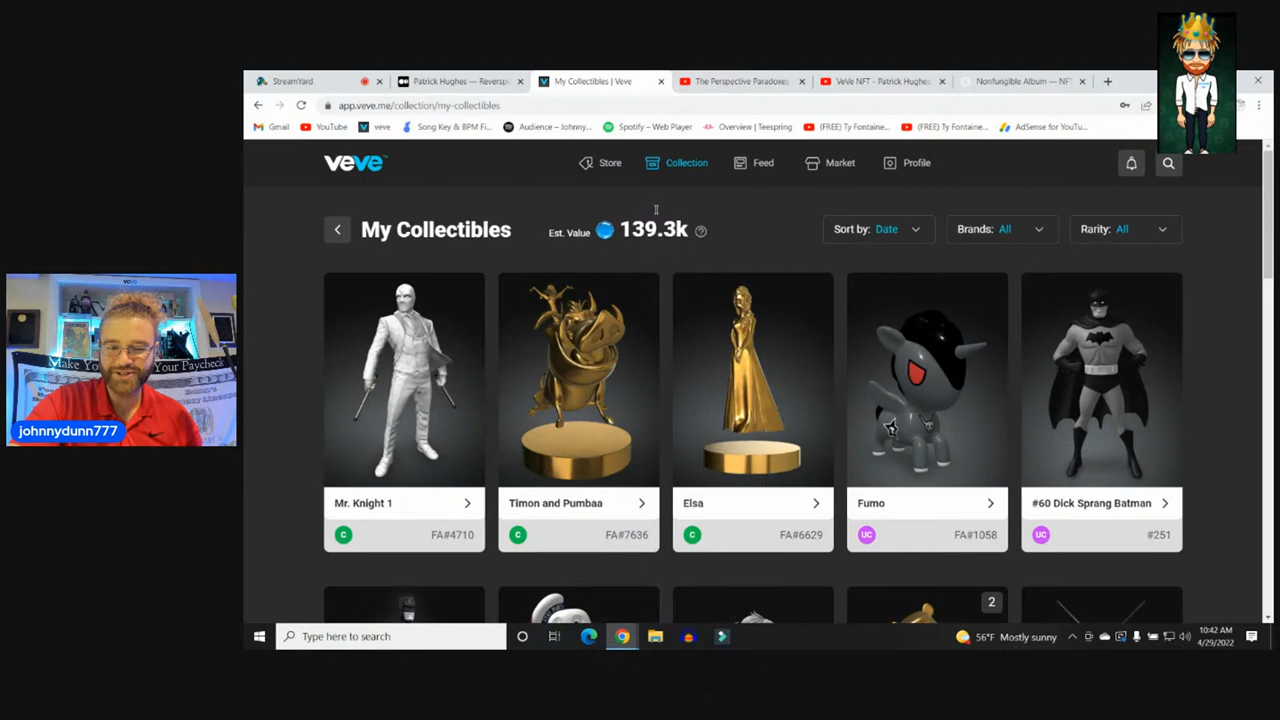 StreamYard
Patrick Hughes — Reversp
My Collectibles | Veve
The Perspective Paradoxes
VeVe NFT - Patrick Hughes
Nonfungible Album — NFT
app.veve.me/collection/my-collectibles
Gmail
YouTube
veve
Song Key & BPM Fi...
Audience – Johnny...
Spotify – Web Player
Overview | Teespring
(FREE) Ty Fontaine...
(FREE) Ty Fontaine...
AdSense for YouTu...
veve
Store
Collection
Feed
Market
Profile
My Collectibles
Est. Value
139.3k
Sort by: Date
Brands: All
Rarity: All
Make Yo
Your Paycheck
johnnydunn777
Mr. Knight 1
Timon and Pumbaa
Elsa
Fumo
#60 Dick Sprang Batman
C
FA#4710
C
FA#7636
C
FA#6629
UC
FA#1058
UC
#251
2
Type here to search
56°F Mostly sunny
10:42 AM
4/29/2022